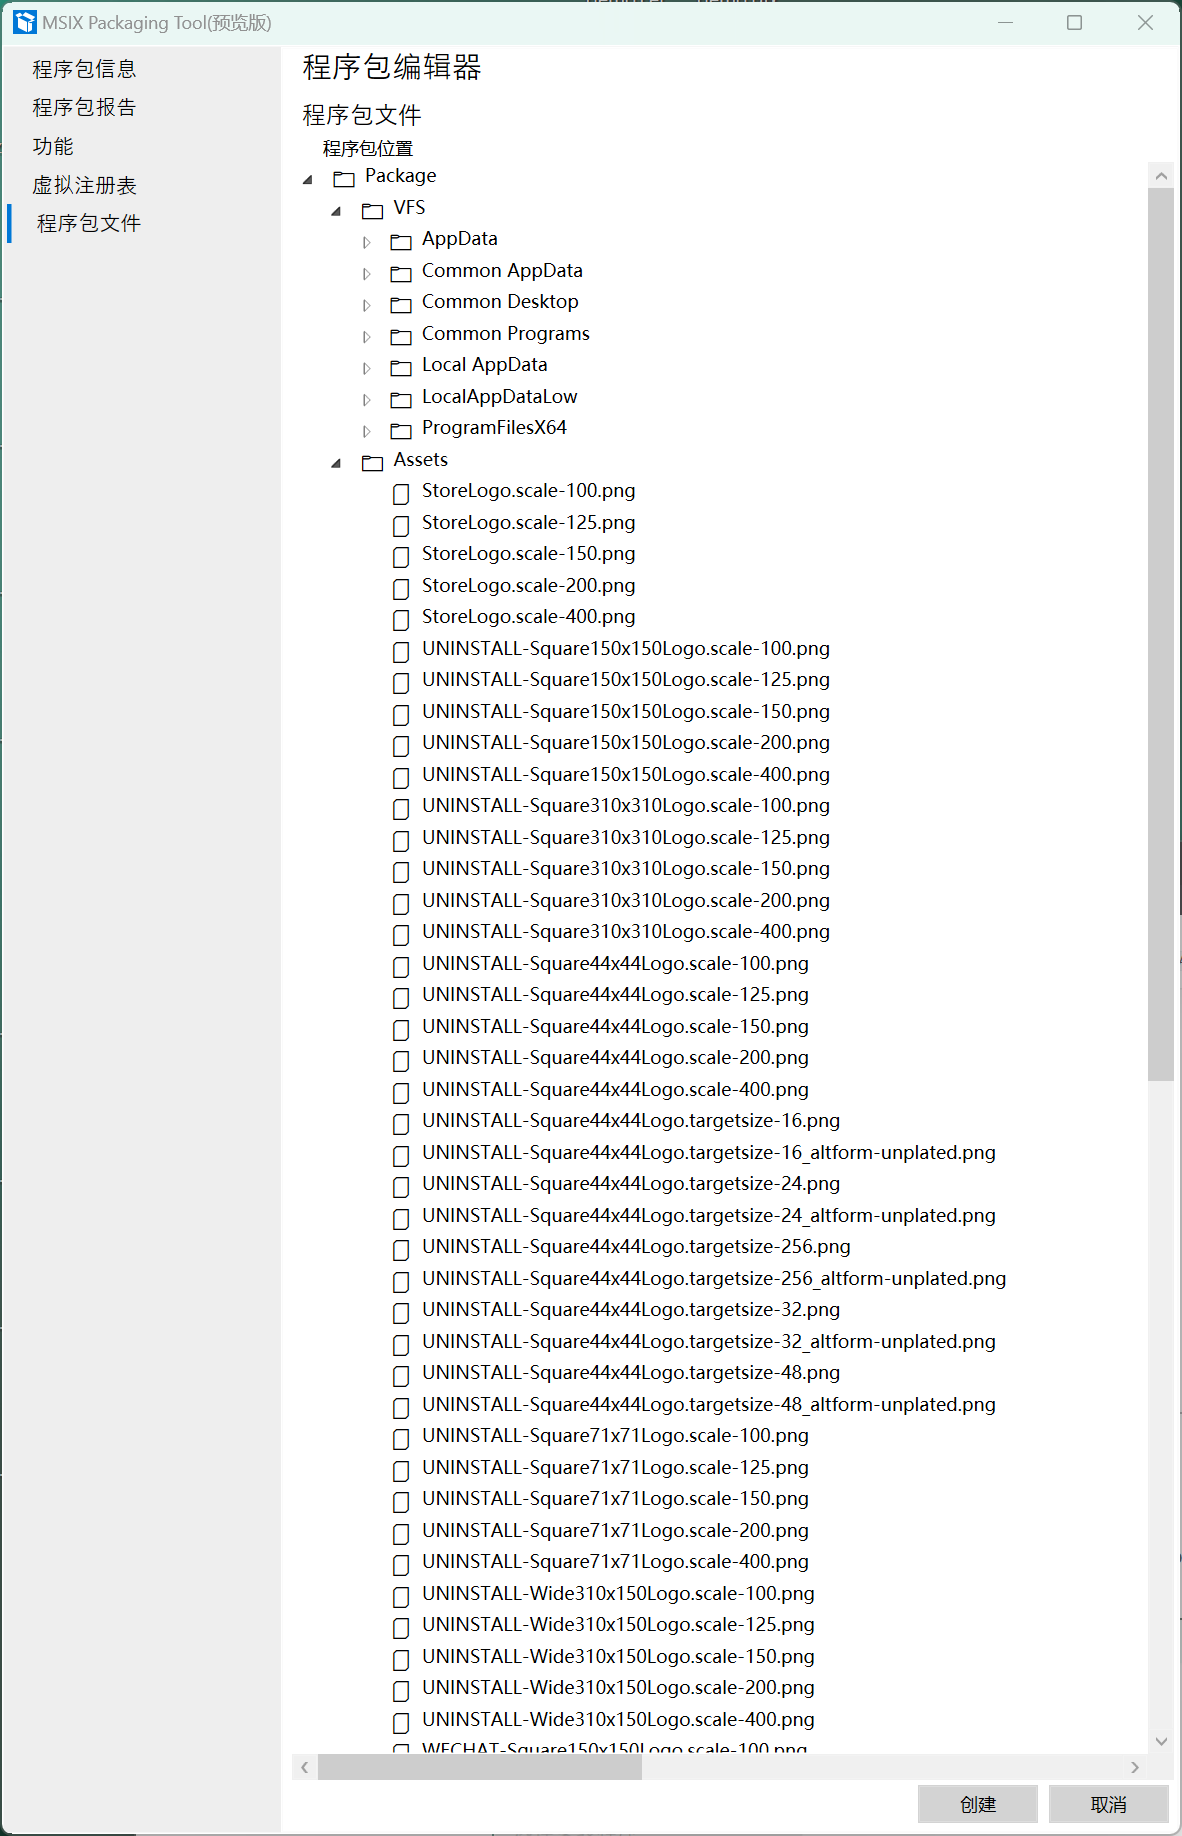 MSIX Packaging Tool(预览版)
程序包信息
程序包报告
功能
虚拟注册表
程序包文件
程序包编辑器
程序包文件
程序包位置
Package
VFS
AppData
Common AppData
Common Desktop
Common Programs
Local AppData
LocalAppDataLow
ProgramFilesX64
Assets
StoreLogo.scale-100.png
StoreLogo.scale-125.png
StoreLogo.scale-150.png
StoreLogo.scale-200.png
StoreLogo.scale-400.png
UNINSTALL-Square150x150Logo.scale-100.png
UNINSTALL-Square150x150Logo.scale-125.png
UNINSTALL-Square150x150Logo.scale-150.png
UNINSTALL-Square150x150Logo.scale-200.png
UNINSTALL-Square150x150Logo.scale-400.png
UNINSTALL-Square310x310Logo.scale-100.png
UNINSTALL-Square310x310Logo.scale-125.png
UNINSTALL-Square310x310Logo.scale-150.png
UNINSTALL-Square310x310Logo.scale-200.png
UNINSTALL-Square310x310Logo.scale-400.png
UNINSTALL-Square44x44Logo.scale-100.png
UNINSTALL-Square44x44Logo.scale-125.png
UNINSTALL-Square44x44Logo.scale-150.png
UNINSTALL-Square44x44Logo.scale-200.png
UNINSTALL-Square44x44Logo.scale-400.png
UNINSTALL-Square44x44Logo.targetsize-16.png
UNINSTALL-Square44x44Logo.targetsize-16_altform-unplated.png
UNINSTALL-Square44x44Logo.targetsize-24.png
UNINSTALL-Square44x44Logo.targetsize-24_altform-unplated.png
UNINSTALL-Square44x44Logo.targetsize-256.png
UNINSTALL-Square44x44Logo.targetsize-256_altform-unplated.png
UNINSTALL-Square44x44Logo.targetsize-32.png
UNINSTALL-Square44x44Logo.targetsize-32_altform-unplated.png
UNINSTALL-Square44x44Logo.targetsize-48.png
UNINSTALL-Square44x44Logo.targetsize-48_altform-unplated.png
UNINSTALL-Square71x71Logo.scale-100.png
UNINSTALL-Square71x71Logo.scale-125.png
UNINSTALL-Square71x71Logo.scale-150.png
UNINSTALL-Square71x71Logo.scale-200.png
UNINSTALL-Square71x71Logo.scale-400.png
UNINSTALL-Wide310x150Logo.scale-100.png
UNINSTALL-Wide310x150Logo.scale-125.png
UNINSTALL-Wide310x150Logo.scale-150.png
UNINSTALL-Wide310x150Logo.scale-200.png
UNINSTALL-Wide310x150Logo.scale-400.png
WECHAT-Square150x150Logo.scale-100.png
创建
取消